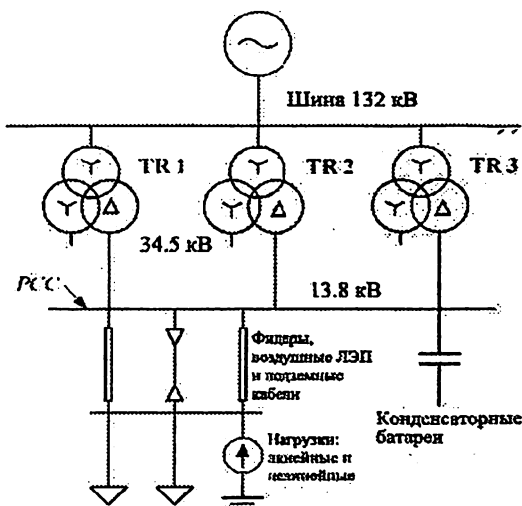 Шина 132 кВ
TR 1
TR 2
TR 3
34.5 кВ
PCC
13.8 кВ
Фидеры,
воздушные ЛЭП
и подземные
кабели
Конденсаторные
батареи
Нагрузки:
линейные и
нелинейные